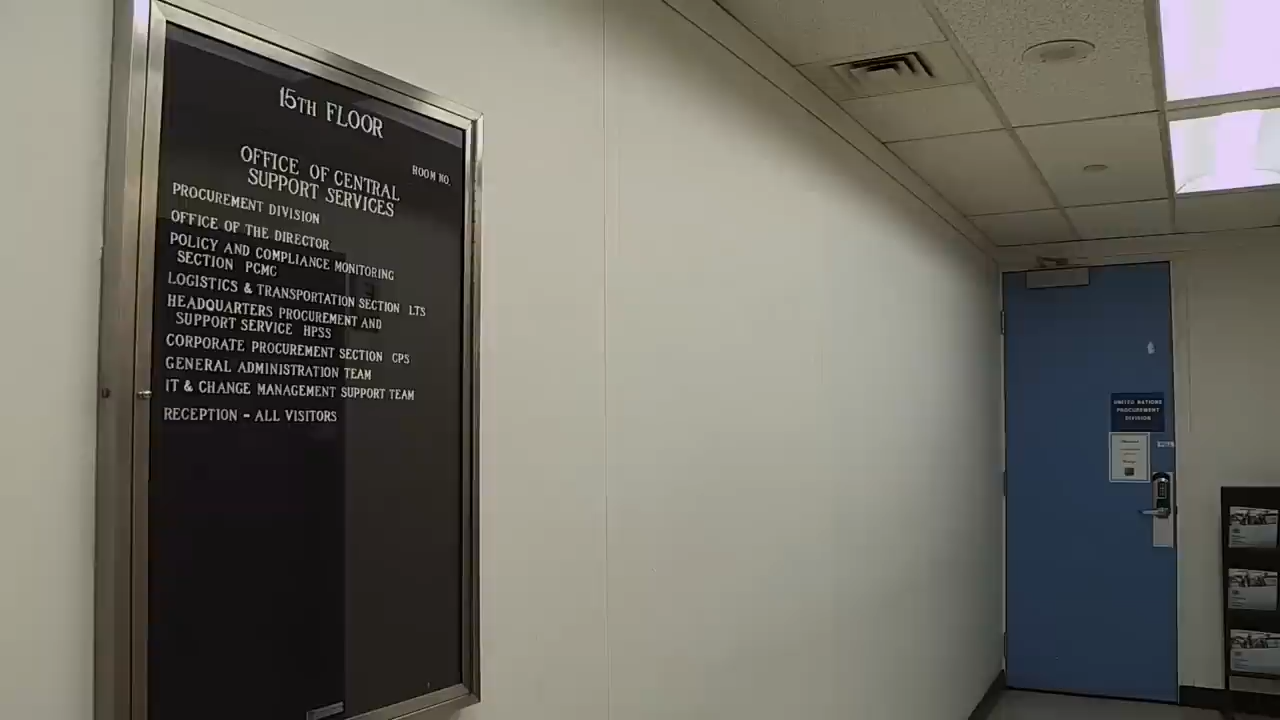 15TH FLOOR
ROOM NO.
OFFICE OF CENTRAL
SUPPORT SERVICES
PROCUREMENT DIVISION
OFFICE OF THE DIRECTOR
POLICY AND COMPLIANCE MONITORING
SECTION PCMC
LOGISTICS & TRANSPORTATION SECTION LTS
HEADQUARTERS PROCUREMENT AND
SUPPORT SERVICE HPSS
CORPORATE PROCUREMENT SECTION CPS
GENERAL ADMINISTRATION TEAM
IT & CHANGE MANAGEMENT SUPPORT TEAM
RECEPTION - ALL VISITORS
UNITED NATIONS
PROCUREMENT
DIVISION